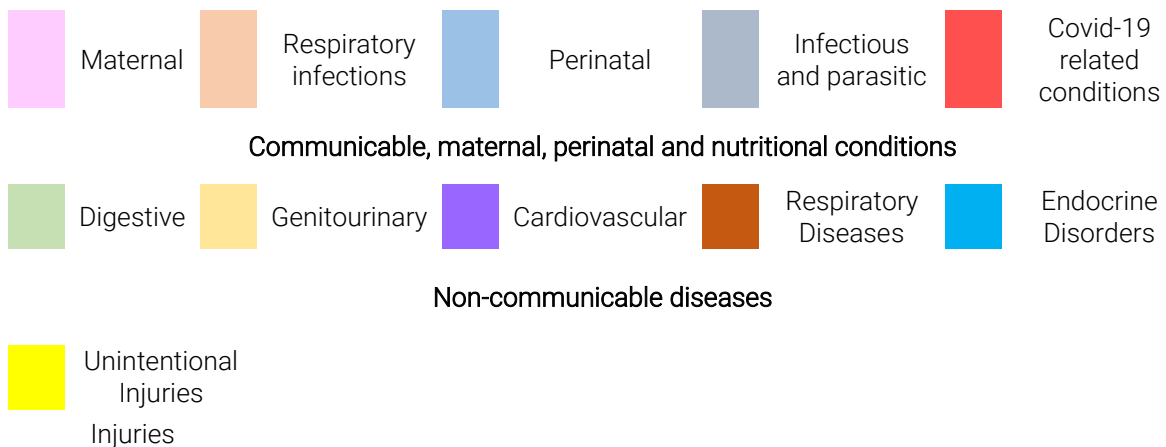 Maternal
Respiratory
infections
Perinatal
Infectious
and parasitic
Covid-19
related
conditions
Communicable, maternal, perinatal and nutritional conditions
Digestive
Genitourinary
Cardiovascular
Respiratory
Diseases
Endocrine
Disorders
Non-communicable diseases
Unintentional
Injuries
Injuries